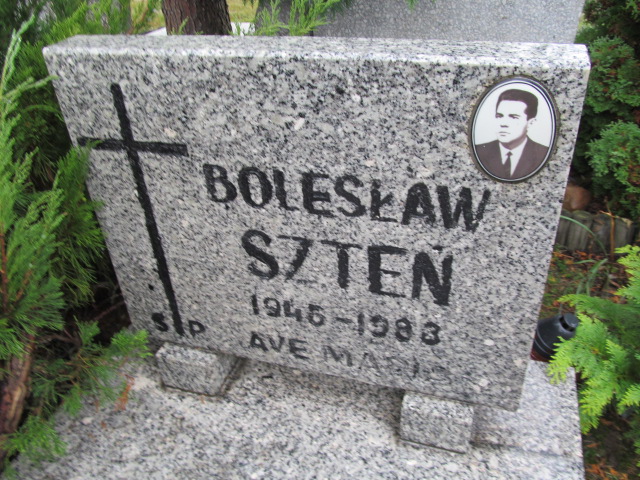 BOLESŁAW
SZTEŃ
1945-1983
ŚP
AVE MARIA